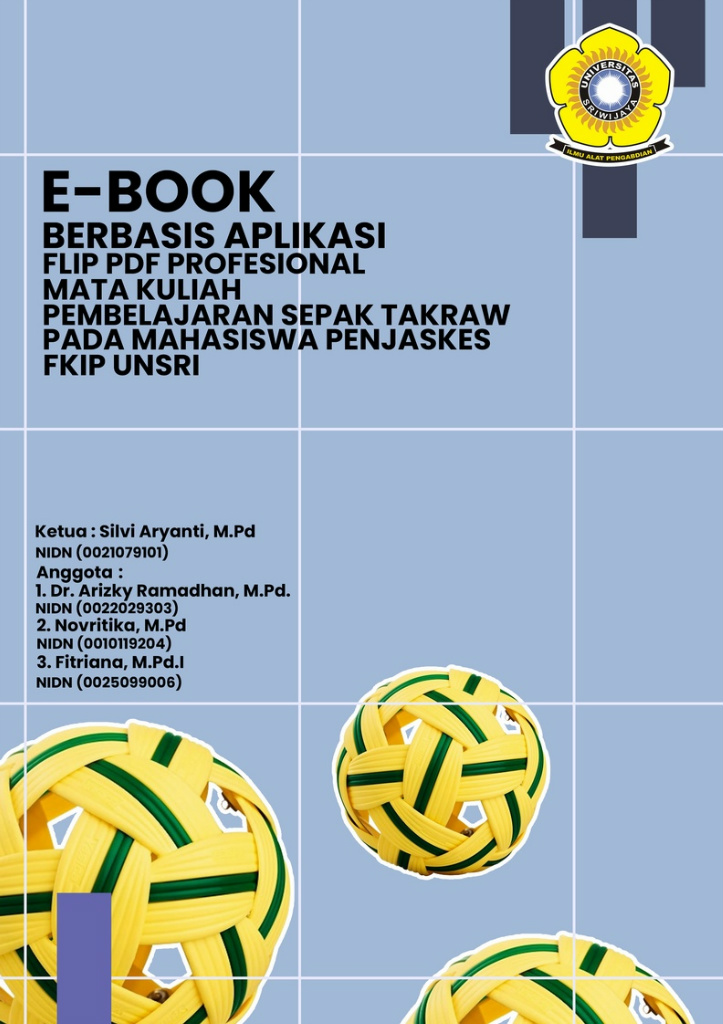 UNIVERSITAS
SRIWIJAYA
ILMU ALAT PENGABDIAN
E-BOOK
BERBASIS APLIKASI
FLIP PDF PROFESIONAL
MATA KULIAH
PEMBELAJARAN SEPAK TAKRAW
PADA MAHASISWA PENJASKES
FKIP UNSRI
Ketua : Silvi Aryanti, M.Pd
NIDN (0021079101)
Anggota :
1. Dr. Arizky Ramadhan, M.Pd.
NIDN (0022029303)
2. Novritika, M.Pd
NIDN (0010119204)
3. Fitriana, M.Pd.I
NIDN (0025099006)